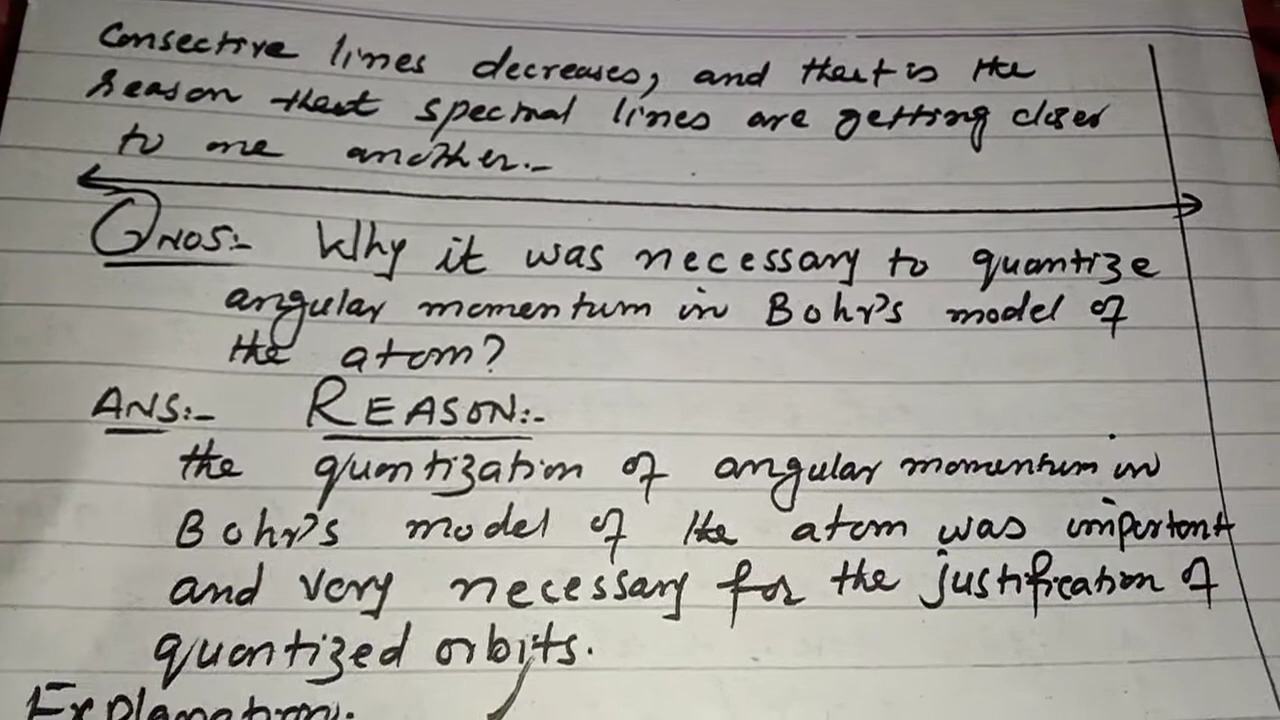 Consective lines decreases, and that is the
reason that spectral lines are getting closer
to one another.-
QNO5:- Why it was necessary to quantize
angular momentum in Bohr's model of
the atom?
ANS:- REASON:-
the quantization of angular momentum in
Bohr's model of the atom was important
and very necessary for the justification of
quantized orbits.
Explanation: